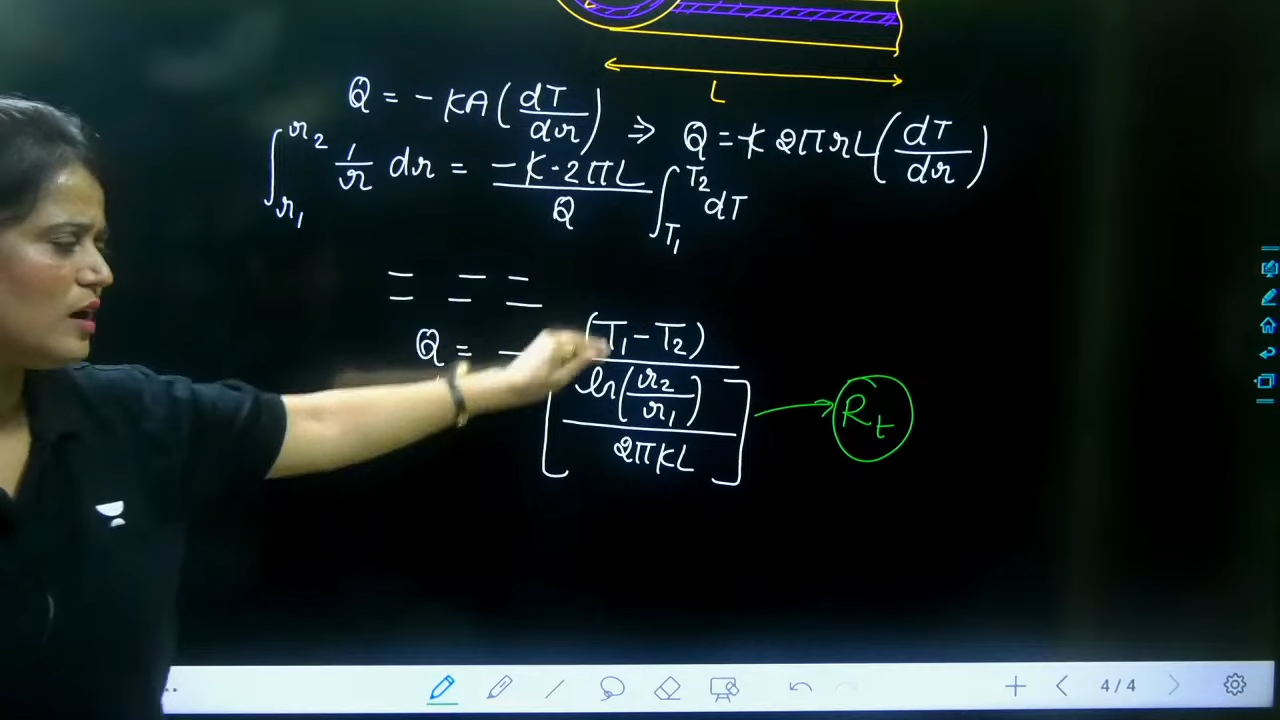 L
Q = -KA(dT/dr) ⇒ Q = -K 2πrL(dT/dr)
∫_{r₁}^{r₂} 1/r dr = -K·2πL/Q ∫_{T₁}^{T₂} dT
= = =
Q = (T₁-T₂)/[ln(r₂/r₁)/2πKL] → R_t
4/4